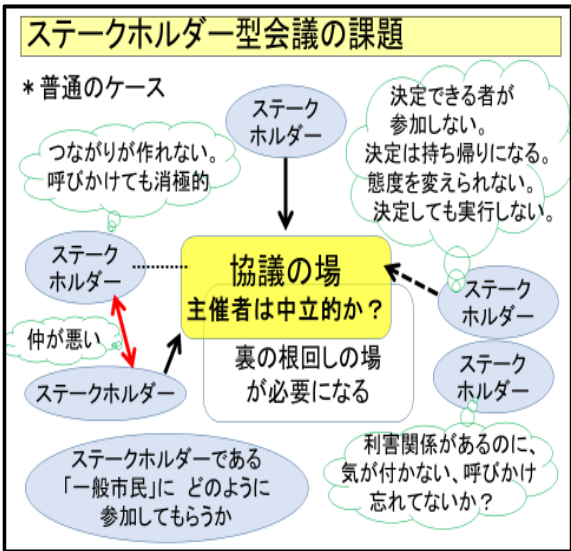 ステークホルダー型会議の課題
*普通のケース
ステーク
ホルダー
決定できる者が
参加しない。
決定は持ち帰りになる。
態度を変えられない。
決定しても実行しない。
つながりが作れない。
呼びかけても消極的
ステーク
ホルダー
協議の場
主催者は中立的か？
ステーク
ホルダー
仲が悪い
ステークホルダー
裏の根回しの場
が必要になる
ステーク
ホルダー
ステークホルダーである
「一般市民」に どのように
参加してもらうか
利害関係があるのに、
気が付かない、呼びかけ
忘れてないか？